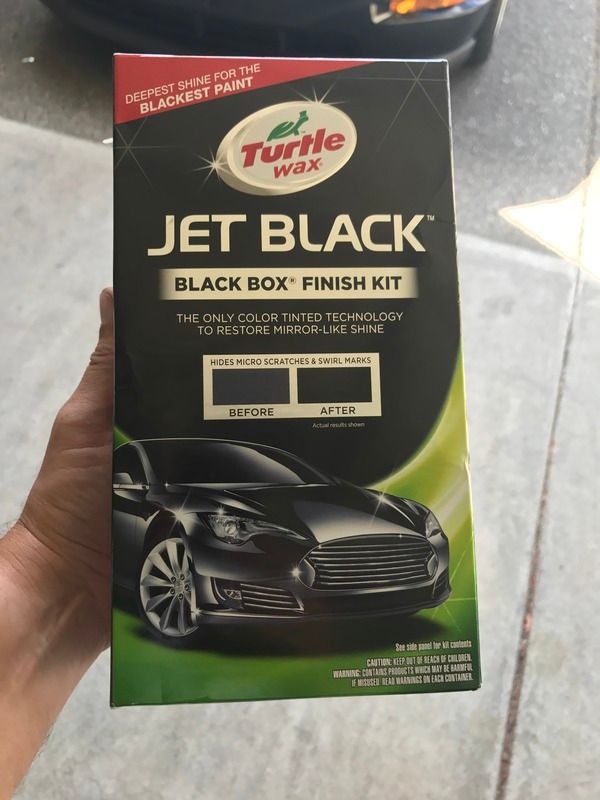 DEEPEST SHINE FOR THE
BLACKEST PAINT
Turtle
wax®
JET BLACK™
BLACK BOX® FINISH KIT
THE ONLY COLOR TINTED TECHNOLOGY
TO RESTORE MIRROR-LIKE SHINE
HIDES MICRO SCRATCHES & SWIRL MARKS
BEFORE AFTER
Actual results shown
See side panel for kit contents
CAUTION: KEEP OUT OF REACH OF CHILDREN.
WARNING: CONTAINS PRODUCTS WHICH MAY BE HARMFUL
IF MISUSED. READ WARNINGS ON EACH CONTAINER.